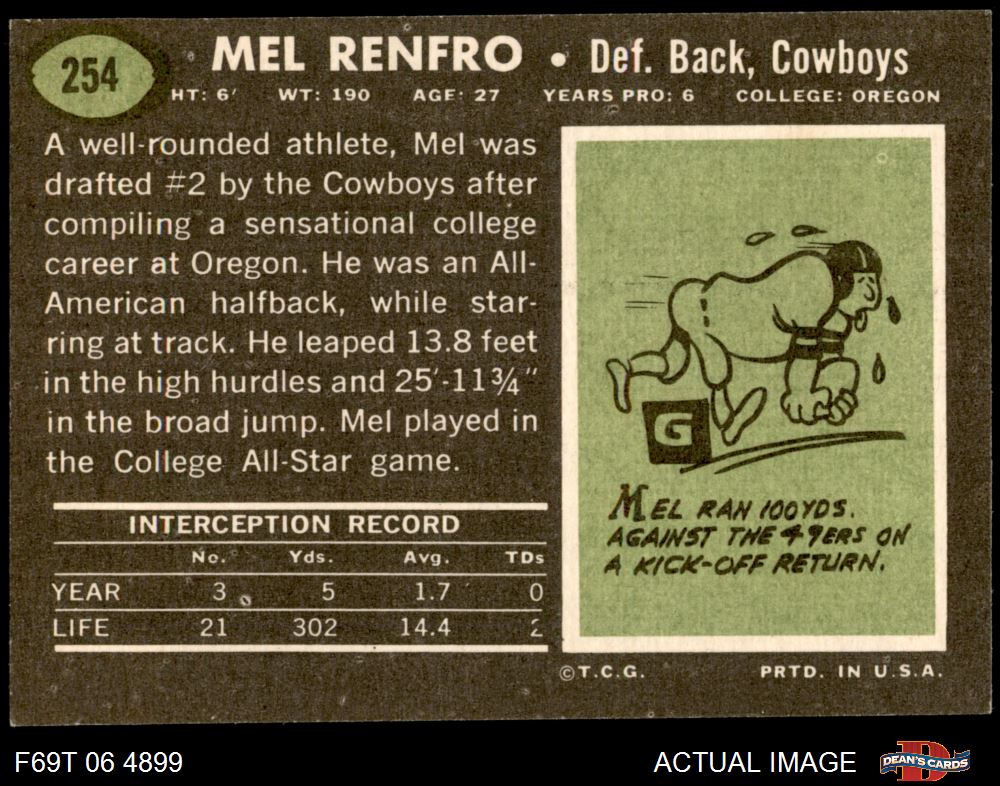 254
MEL RENFRO • Def. Back, Cowboys
HT: 6' WT: 190 AGE: 27 YEARS PRO: 6 COLLEGE: OREGON
A well-rounded athlete, Mel was
drafted #2 by the Cowboys after
compiling a sensational college
career at Oregon. He was an All-
American halfback, while star-
ring at track. He leaped 13.8 feet
in the high hurdles and 25'-11¾"
in the broad jump. Mel played in
the College All-Star game.
INTERCEPTION RECORD
No. Yds. Avg. TDs
YEAR 3 5 1.7 0
LIFE 21 302 14.4 2
G
MEL RAN 100 YDS.
AGAINST THE 49ERS ON
A KICK-OFF RETURN.
©T.C.G. PRTD. IN U.S.A.
F69T 06 4899 ACTUAL IMAGE
D
DEAN'S CARDS